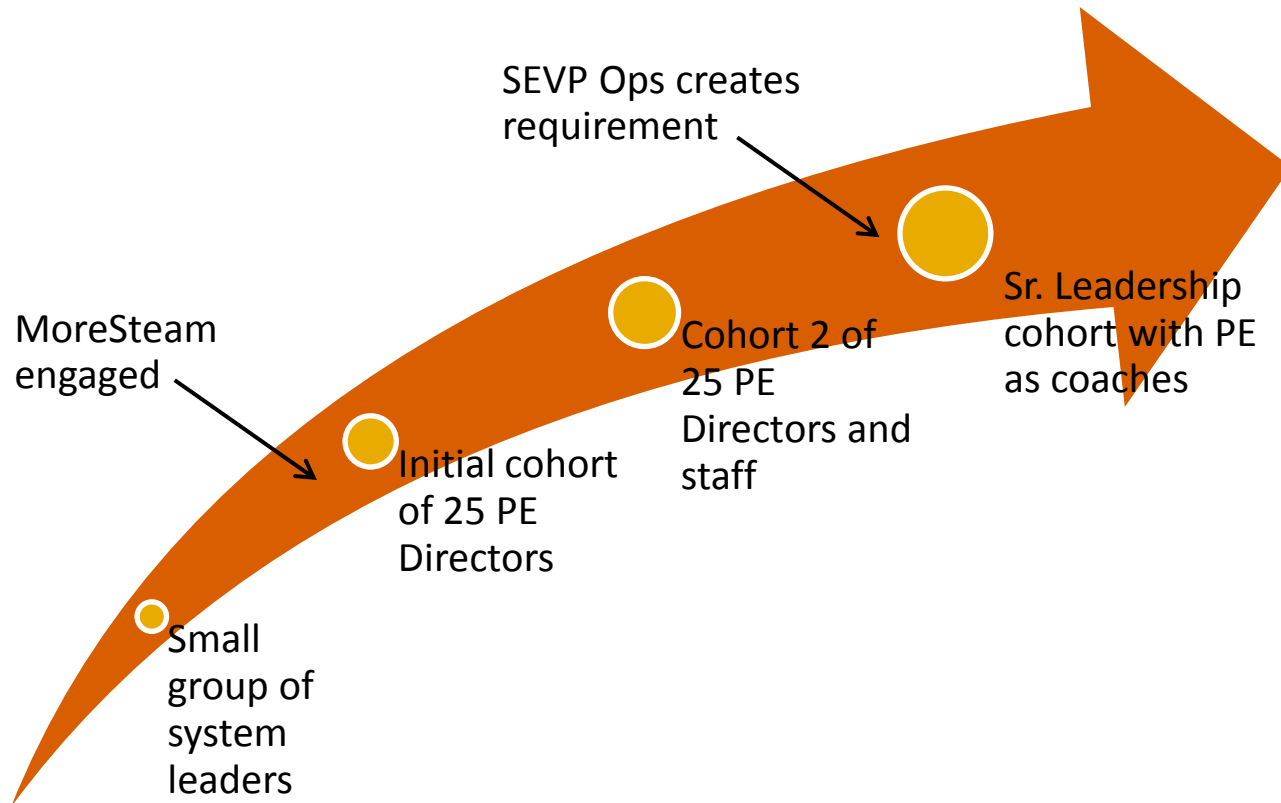 SEVP Ops creates
requirement
MoreSteam
engaged
Sr. Leadership
cohort with PE
as coaches
Cohort 2 of
25 PE
Directors and
staff
Initial cohort
of 25 PE
Directors
Small
group of
system
leaders